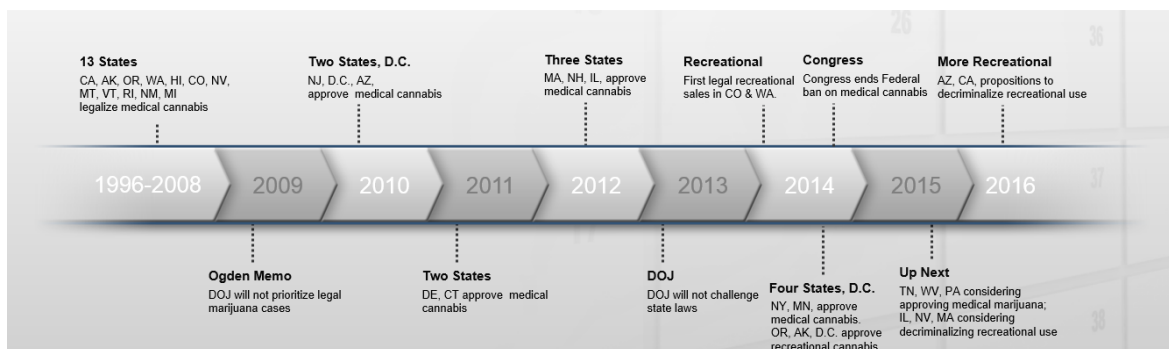 13 States
CA, AK, OR, WA, HI, CO, NV,
MT, VT, RI, NM, MI
legalize medical cannabis
Two States, D.C.
NJ, D.C., AZ,
approve medical cannabis
Three States
MA, NH, IL, approve
medical cannabis
Recreational
First legal recreational
sales in CO & WA.
Congress
Congress ends Federal
ban on medical cannabis
More Recreational
AZ, CA, propositions to
decriminalize recreational use
26
36
1996-2008
2009
2010
2011
2012
2013
2014
2015
2016
37
Ogden Memo
DOJ will not prioritize legal
marijuana cases
Two States
DE, CT approve medical
cannabis
DOJ
DOJ will not challenge
state laws
Four States, D.C.
NY, MN, approve
medical cannabis.
OR, AK, D.C. approve
recreational cannabis
Up Next
TN, WV, PA considering
approving medical marijuana;
IL, NV, MA considering
decriminalizing recreational use
38